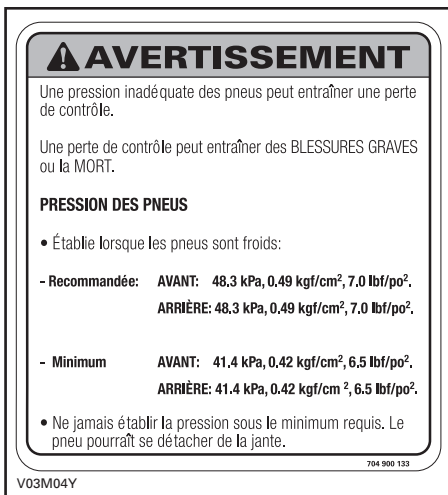 AVERTISSEMENT
Une pression inadéquate des pneus peut entraîner une perte
de contrôle.
Une perte de contrôle peut entraîner des BLESSURES GRAVES
ou la MORT.
PRESSION DES PNEUS
• Établie lorsque les pneus sont froids:
- Recommandée: AVANT: 48.3 kPa, 0.49 kgf/cm², 7.0 lbf/po².
ARRIÈRE: 48.3 kPa, 0.49 kgf/cm², 7.0 lbf/po².
- Minimum AVANT: 41.4 kPa, 0.42 kgf/cm², 6.5 lbf/po².
ARRIÈRE: 41.4 kPa, 0.42 kgf/cm ², 6.5 lbf/po².
• Ne jamais établir la pression sous le minimum requis. Le
pneu pourraît se détacher de la jante.
704 900 133
V03M04Y